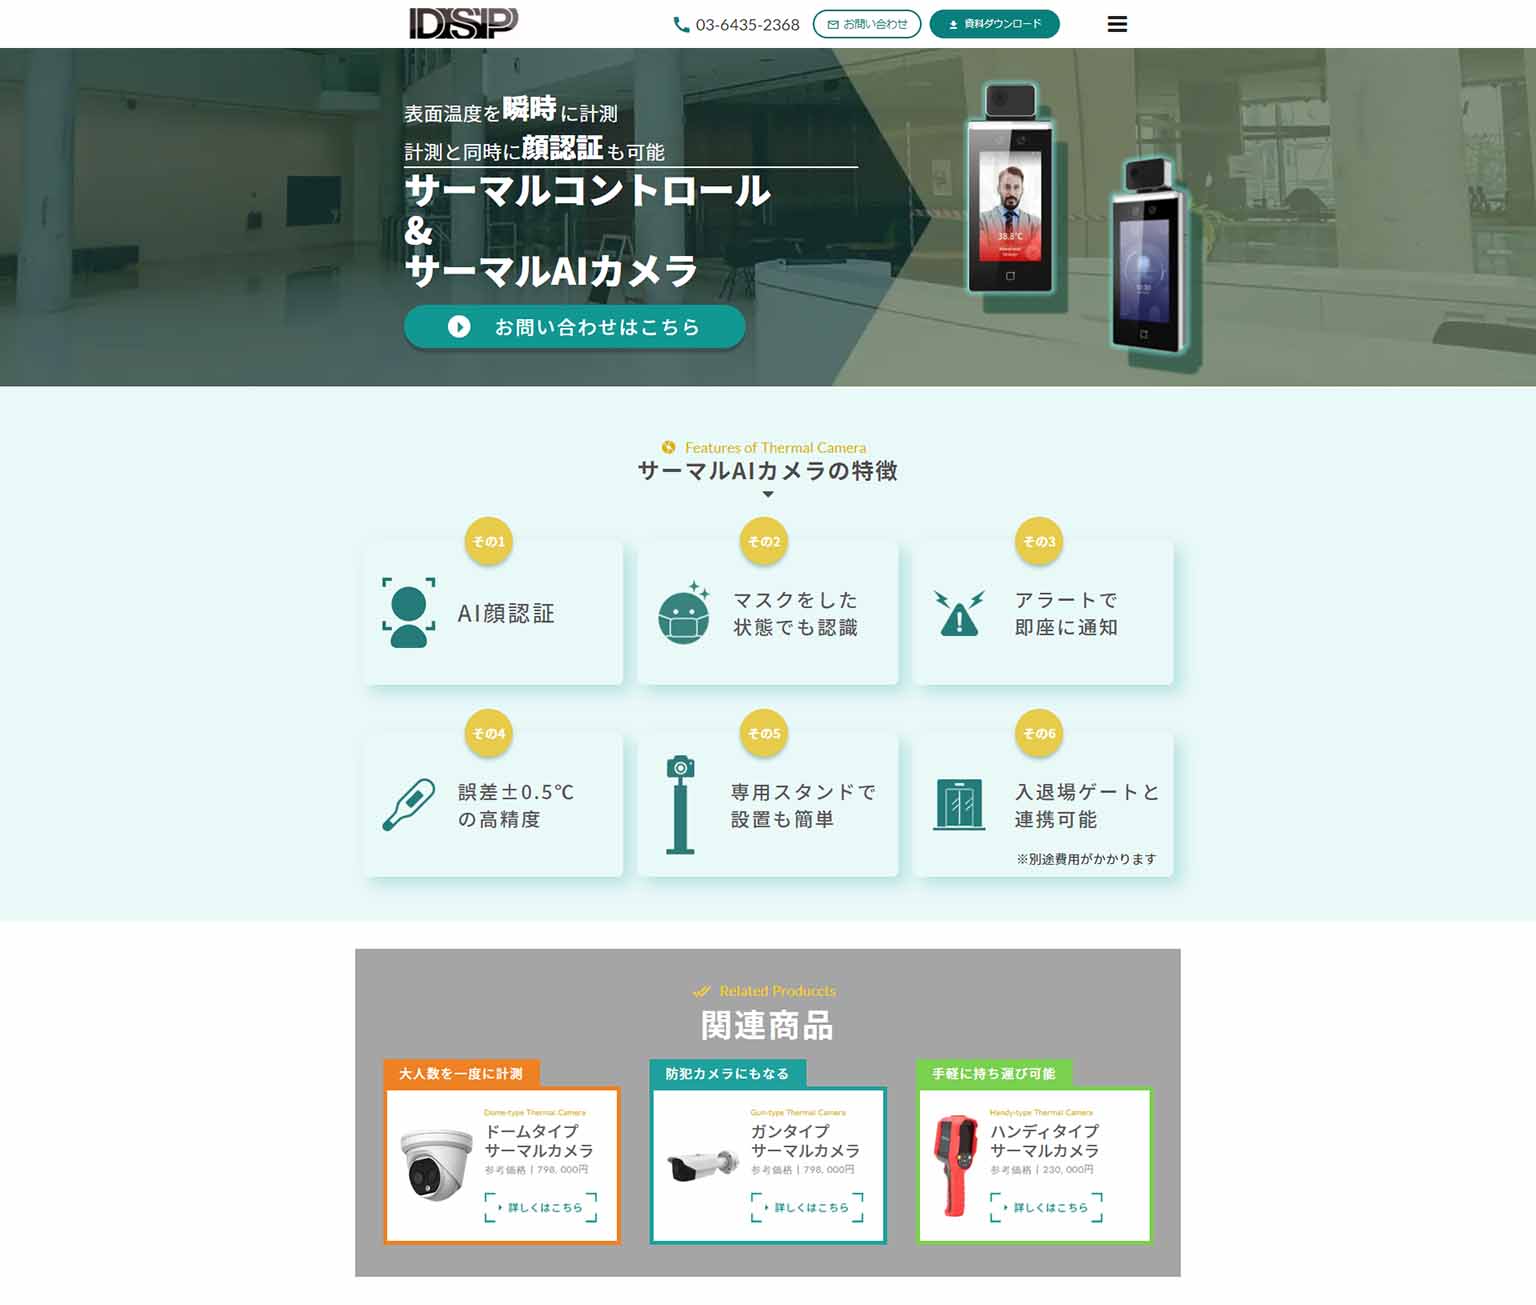 DSP
03-6435-2368
お問い合わせ
資料ダウンロード
表面温度を瞬時に計測
計測と同時に顔認証も可能
サーマルコントロール
&
サーマルAIカメラ
お問い合わせはこちら
38.8°C
Features of Thermal Camera
サーマルAIカメラの特徴
その1
AI顔認証
その2
マスクをした
状態でも認識
その3
アラートで
即座に通知
その4
誤差±0.5℃
の高精度
その5
専用スタンドで
設置も簡単
その6
入退場ゲートと
連携可能
※別途費用がかかります
Related Produccts
関連商品
大人数を一度に計測
Dome-type Thermal Camera
ドームタイプ
サーマルカメラ
参考価格 | 798,000円
詳しくはこちら
防犯カメラにもなる
Gun-type Thermal Camera
ガンタイプ
サーマルカメラ
参考価格 | 798,000円
詳しくはこちら
手軽に持ち運び可能
Handy-type Thermal Camera
ハンディタイプ
サーマルカメラ
参考価格 | 230,000円
詳しくはこちら